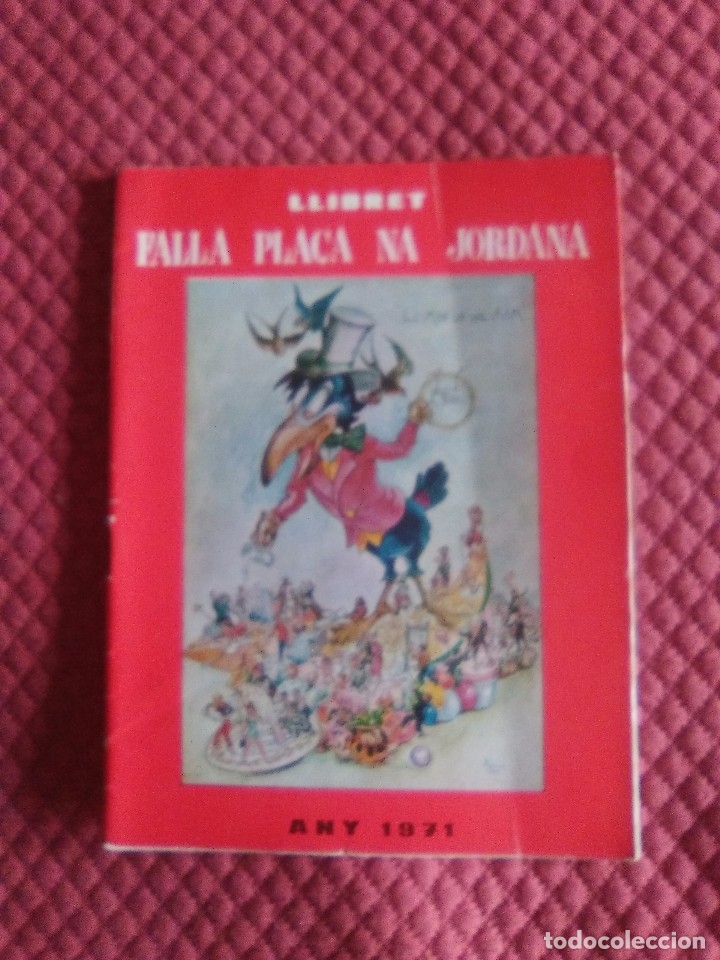 LLIBRET
FALLA PLAÇA NA JORDANA
ANY 1971
todocoleccion